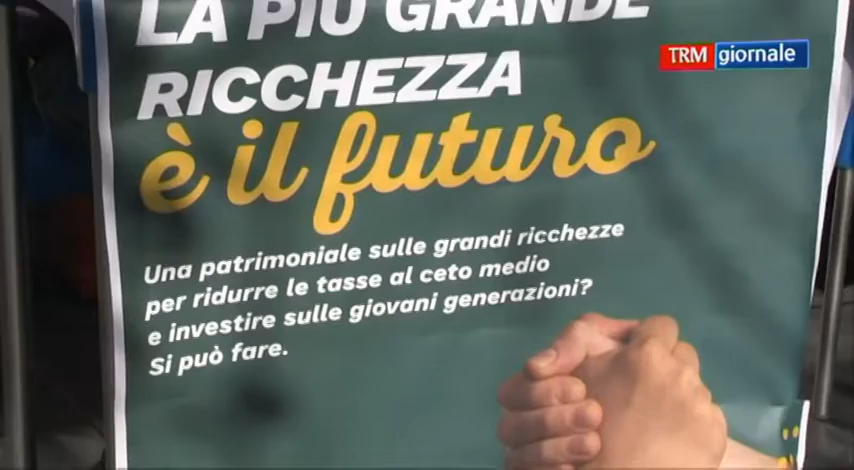 LA PIÙ GRANDE
RICCHEZZA
è il futuro
Una patrimoniale sulle grandi ricchezze
per ridurre le tasse al ceto medio
e investire sulle giovani generazioni?
Si può fare.
TRM giornale